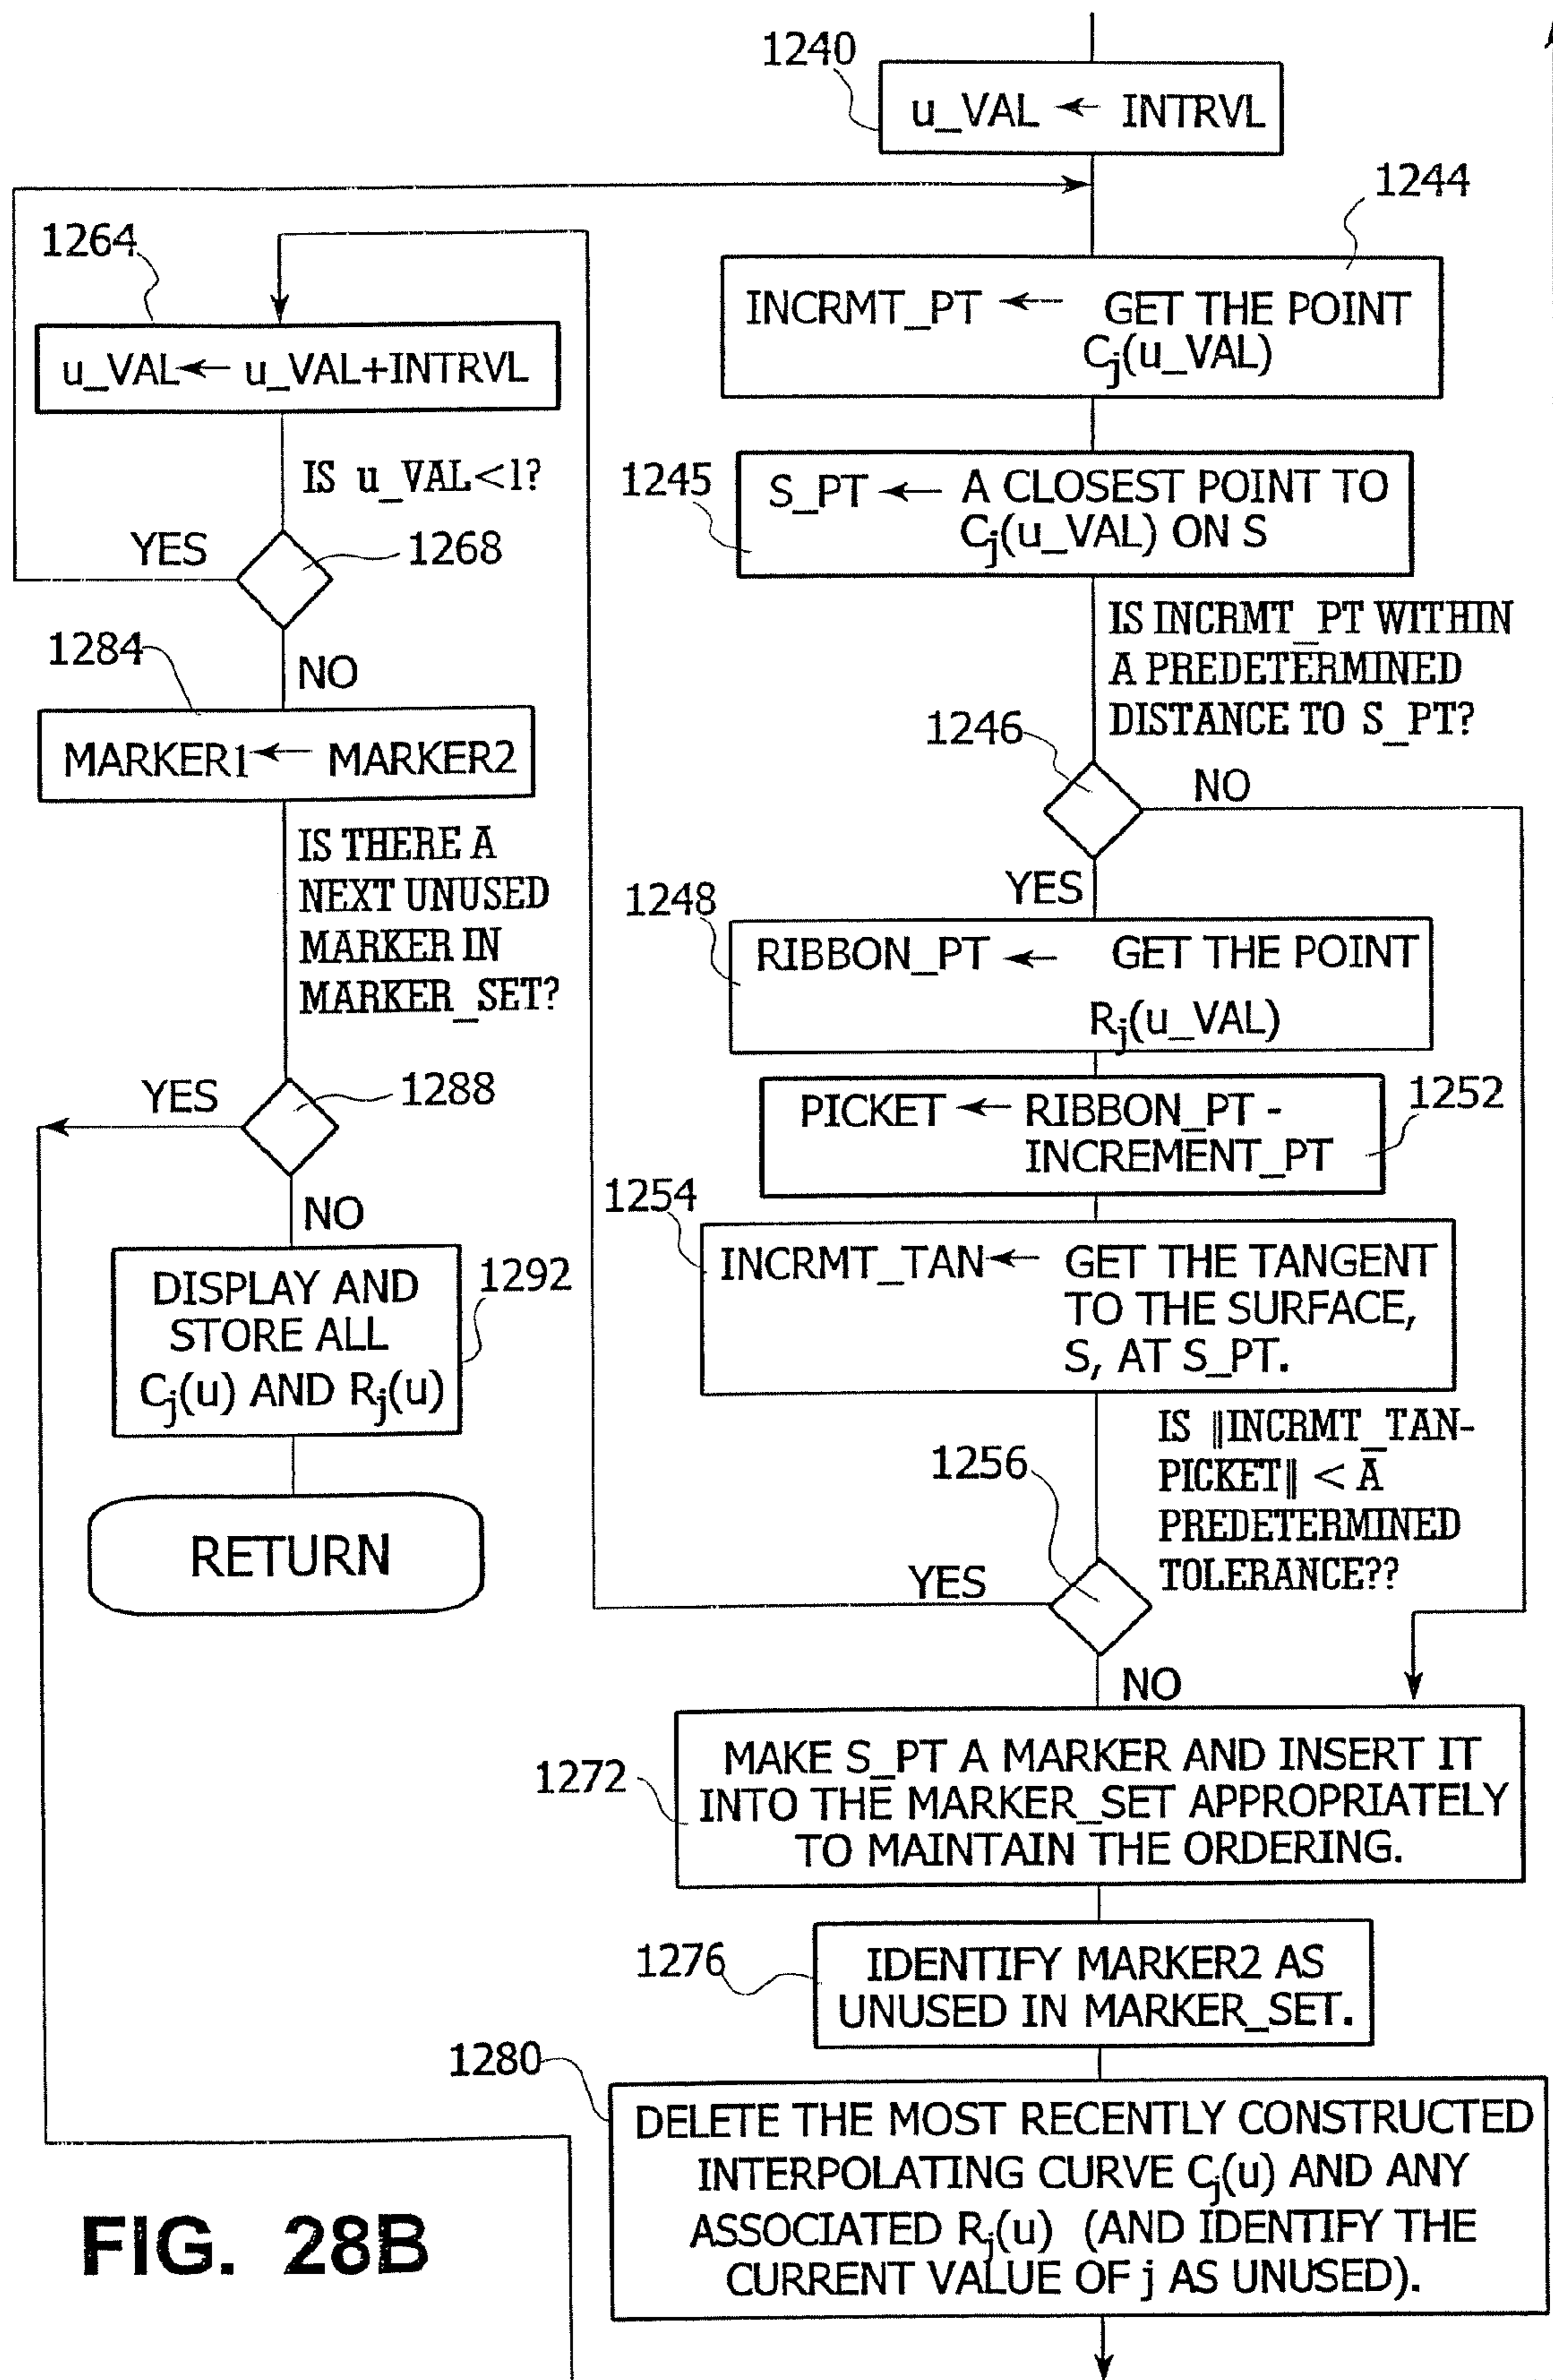 1240
u_VAL ← INTRVL
1244
INCRMT_PT ← GET THE POINT
Cj(u_VAL)
1245
S_PT ← A CLOSEST POINT TO
Cj(u_VAL) ON S
IS INCRMT_PT WITHIN
A PREDETERMINED
DISTANCE TO S_PT?
1246
NO
YES
1248
RIBBON_PT ← GET THE POINT
Rj(u_VAL)
PICKET ← RIBBON_PT -
INCREMENT_PT
1252
1254
INCRMT_TAN ← GET THE TANGENT
TO THE SURFACE,
S, AT S_PT.
IS ||INCRMT_TAN-
PICKET|| < A
PREDETERMINED
TOLERANCE??
1256
YES
NO
1272
MAKE S_PT A MARKER AND INSERT IT
INTO THE MARKER_SET APPROPRIATELY
TO MAINTAIN THE ORDERING.
1276
IDENTIFY MARKER2 AS
UNUSED IN MARKER_SET.
1280
DELETE THE MOST RECENTLY CONSTRUCTED
INTERPOLATING CURVE Cj(u) AND ANY
ASSOCIATED Rj(u) (AND IDENTIFY THE
CURRENT VALUE OF j AS UNUSED).
1264
u_VAL ← u_VAL+INTRVL
IS u_VAL<1?
YES
1268
NO
1284
MARKER1 ← MARKER2
IS THERE A
NEXT UNUSED
MARKER IN
MARKER_SET?
YES
1288
NO
1292
DISPLAY AND
STORE ALL
Cj(u) AND Rj(u)
RETURN
FIG. 28B